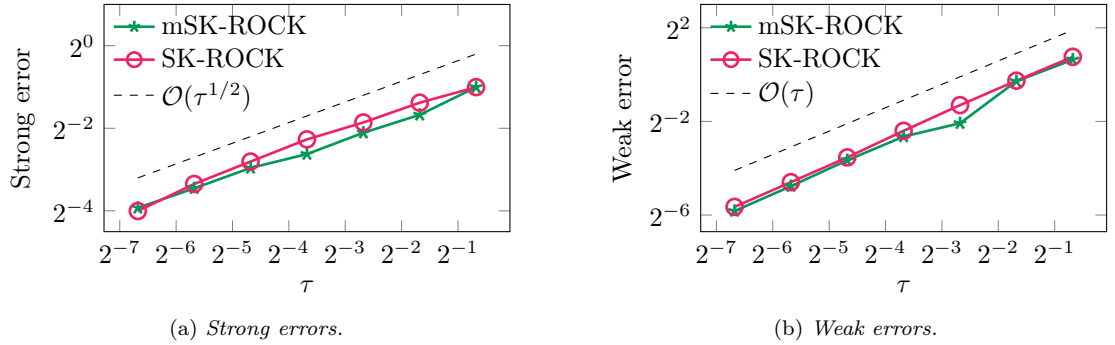 2^0
2^{-2}
2^{-4}
Strong error
mSK-ROCK
SK-ROCK
𝒪(τ^{1/2})
2^{-7} 2^{-6} 2^{-5} 2^{-4} 2^{-3} 2^{-2} 2^{-1}
τ
(a) Strong errors.
2^2
2^{-2}
2^{-6}
Weak error
mSK-ROCK
SK-ROCK
𝒪(τ)
2^{-7} 2^{-6} 2^{-5} 2^{-4} 2^{-3} 2^{-2} 2^{-1}
τ
(b) Weak errors.